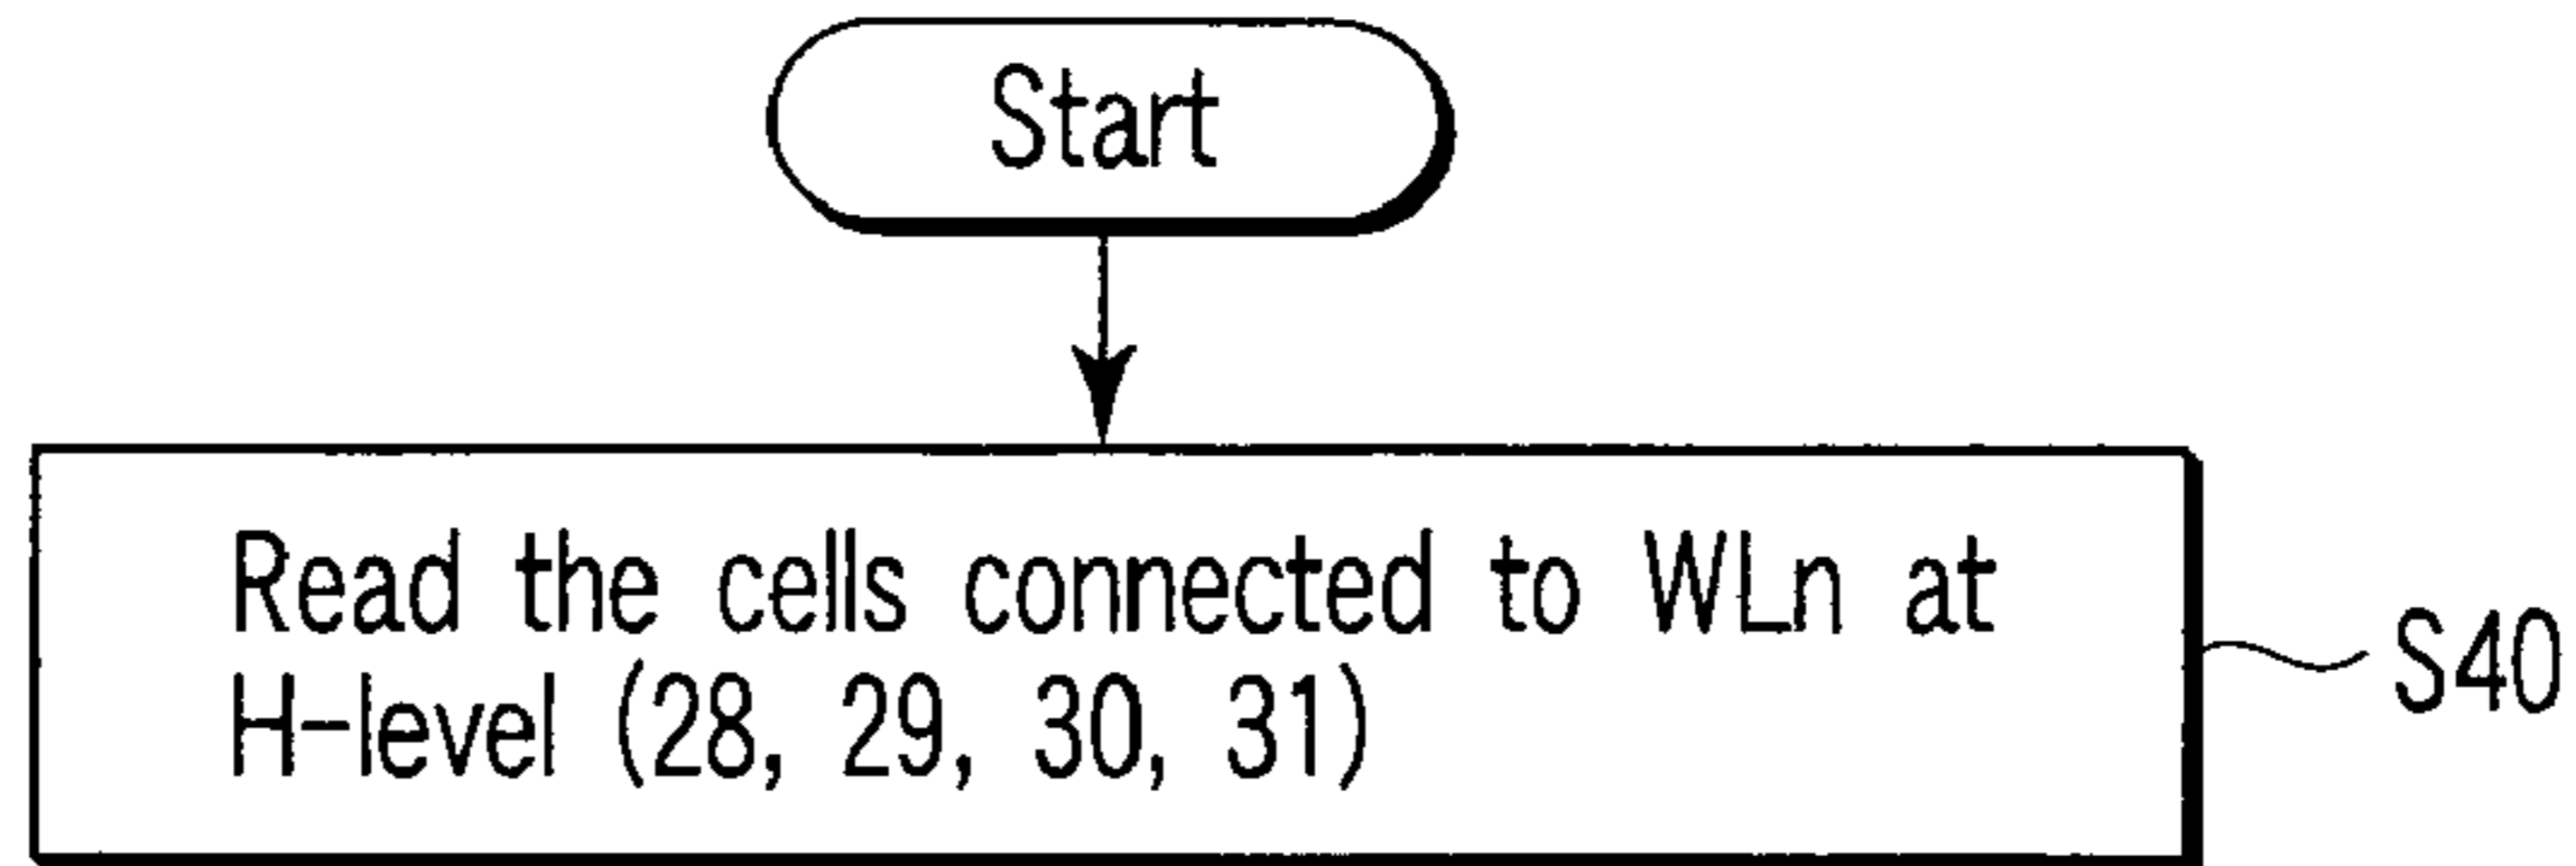 Start
Read the cells connected to WLn at
H-level (28, 29, 30, 31)
S40